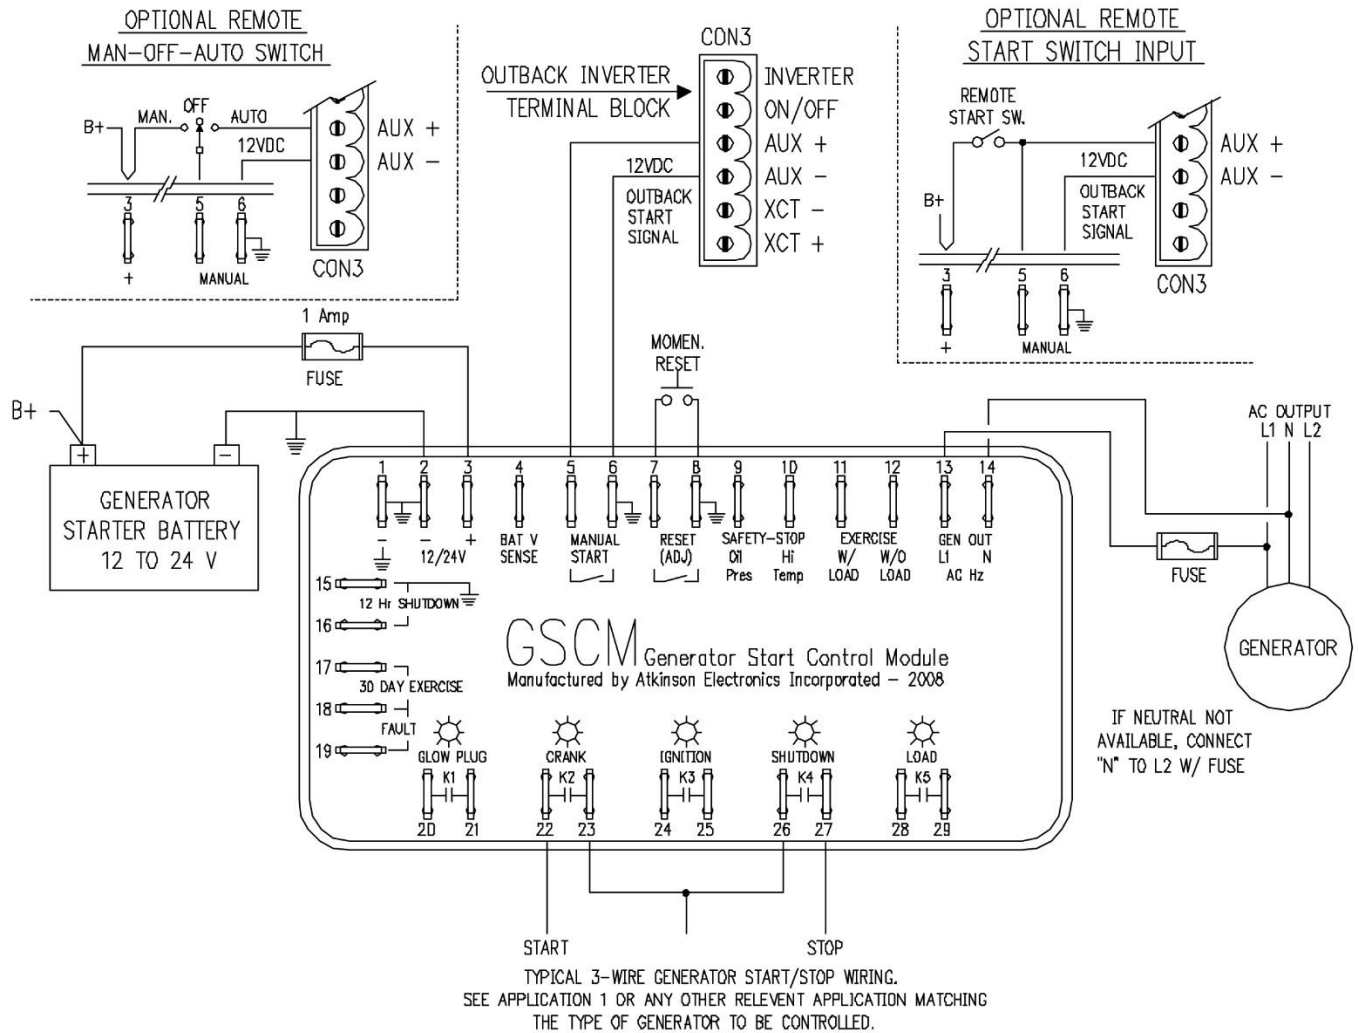 OPTIONAL REMOTE
MAN-OFF-AUTO SWITCH
B+
MAN.
OFF
AUTO
12VDC
AUX +
AUX -
3
5
6
+
MANUAL
CON3
CON3
OUTBACK INVERTER
TERMINAL BLOCK
INVERTER
ON/OFF
AUX +
AUX -
XCT -
XCT +
12VDC
OUTBACK
START
SIGNAL
OPTIONAL REMOTE
START SWITCH INPUT
REMOTE
START SW.
B+
12VDC
OUTBACK
START
SIGNAL
AUX +
AUX -
3
5
6
+
MANUAL
CON3
1 Amp
FUSE
B+
+
-
GENERATOR
STARTER BATTERY
12 TO 24 V
MOMEN.
RESET
AC OUTPUT
L1 N L2
FUSE
GENERATOR
IF NEUTRAL NOT
AVAILABLE, CONNECT
"N" TO L2 W/ FUSE
1 2 3 4 5 6 7 8 9 10 11 12 13 14
-
-
+
12/24V
BAT V
SENSE
MANUAL
START
RESET
(ADJ)
SAFETY-STOP
Oil
Pres
Hi
Temp
EXERCISE
W/
LOAD
W/O
LOAD
GEN OUT
L1 N
AC Hz
15
12 Hr SHUTDOWN
16
17
30 DAY EXERCISE
18
FAULT
19
GSCM Generator Start Control Module
Manufactured by Atkinson Electronics Incorporated - 2008
GLOW PLUG
CRANK
IGNITION
SHUTDOWN
LOAD
K1
K2
K3
K4
K5
20 21 22 23 24 25 26 27 28 29
START
STOP
TYPICAL 3-WIRE GENERATOR START/STOP WIRING.
SEE APPLICATION 1 OR ANY OTHER RELEVENT APPLICATION MATCHING
THE TYPE OF GENERATOR TO BE CONTROLLED.